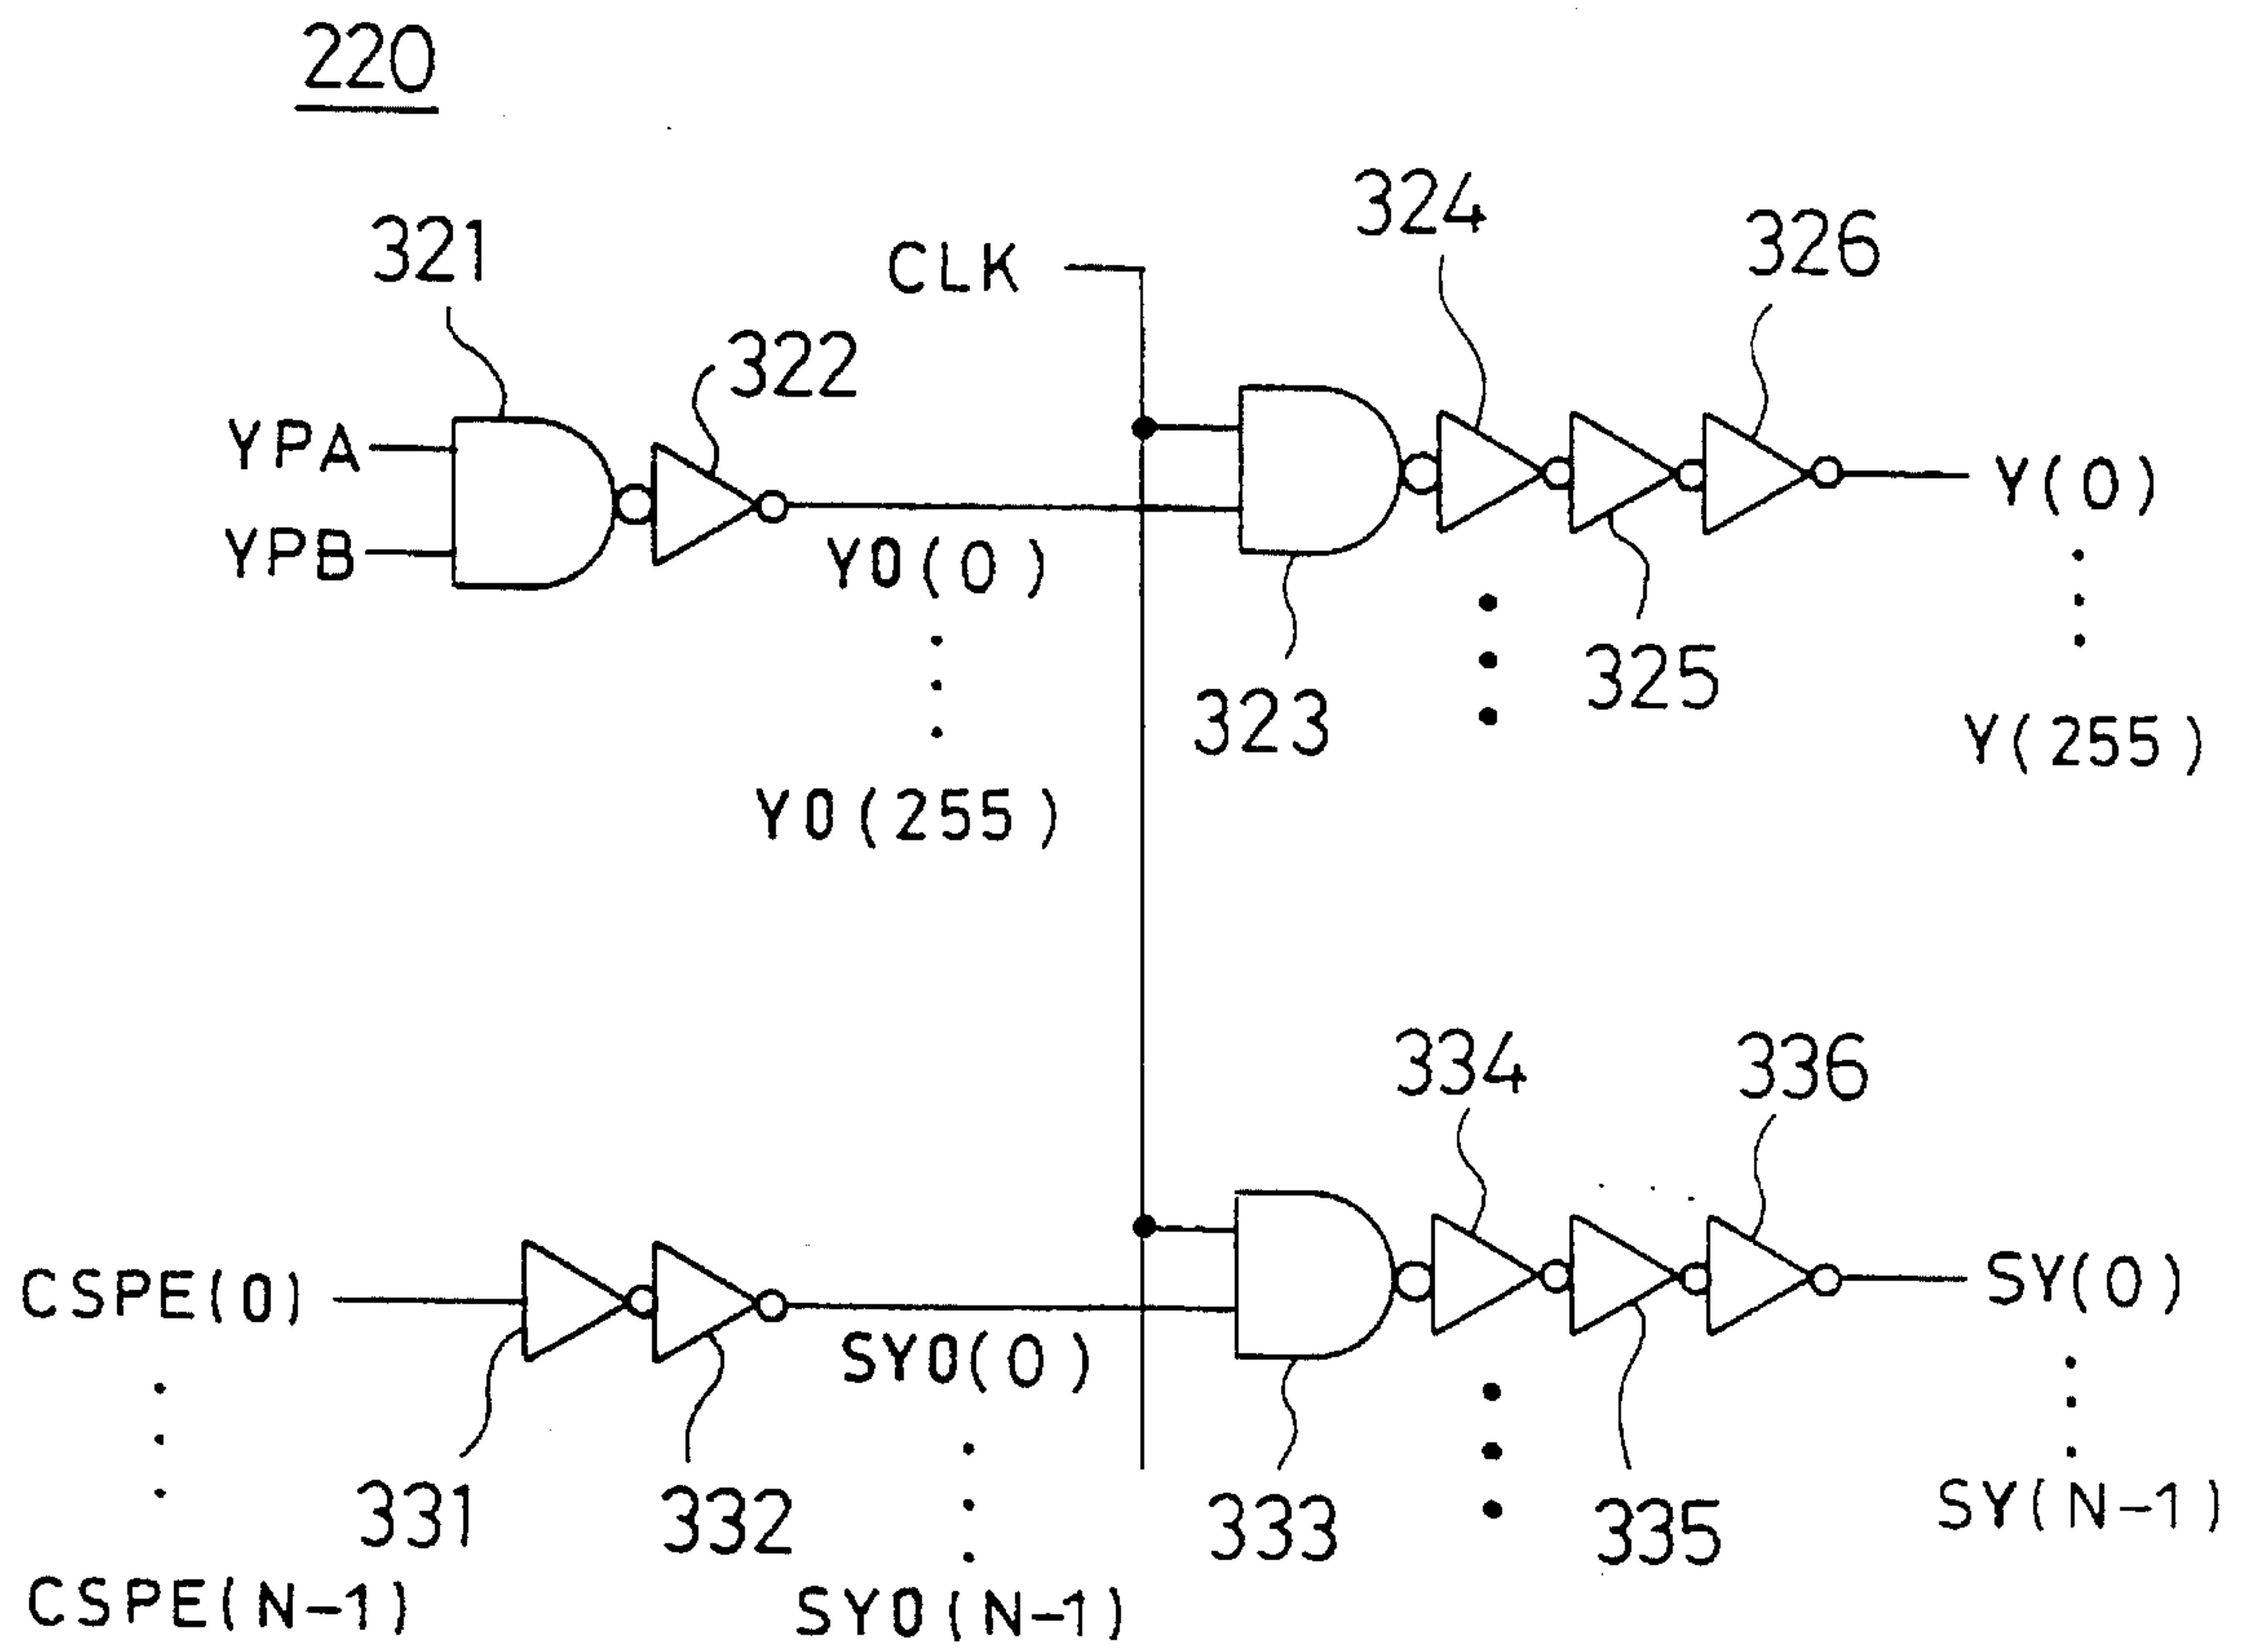 220
321
CLK
324
326
322
YPA
YPB
Y0(0)
Y(0)
323
325
Y0(255)
Y(255)
334
336
CSPE(0)
SY0(0)
SY(0)
331
332
333
335
SY(N-1)
CSPE(N-1)
SY0(N-1)